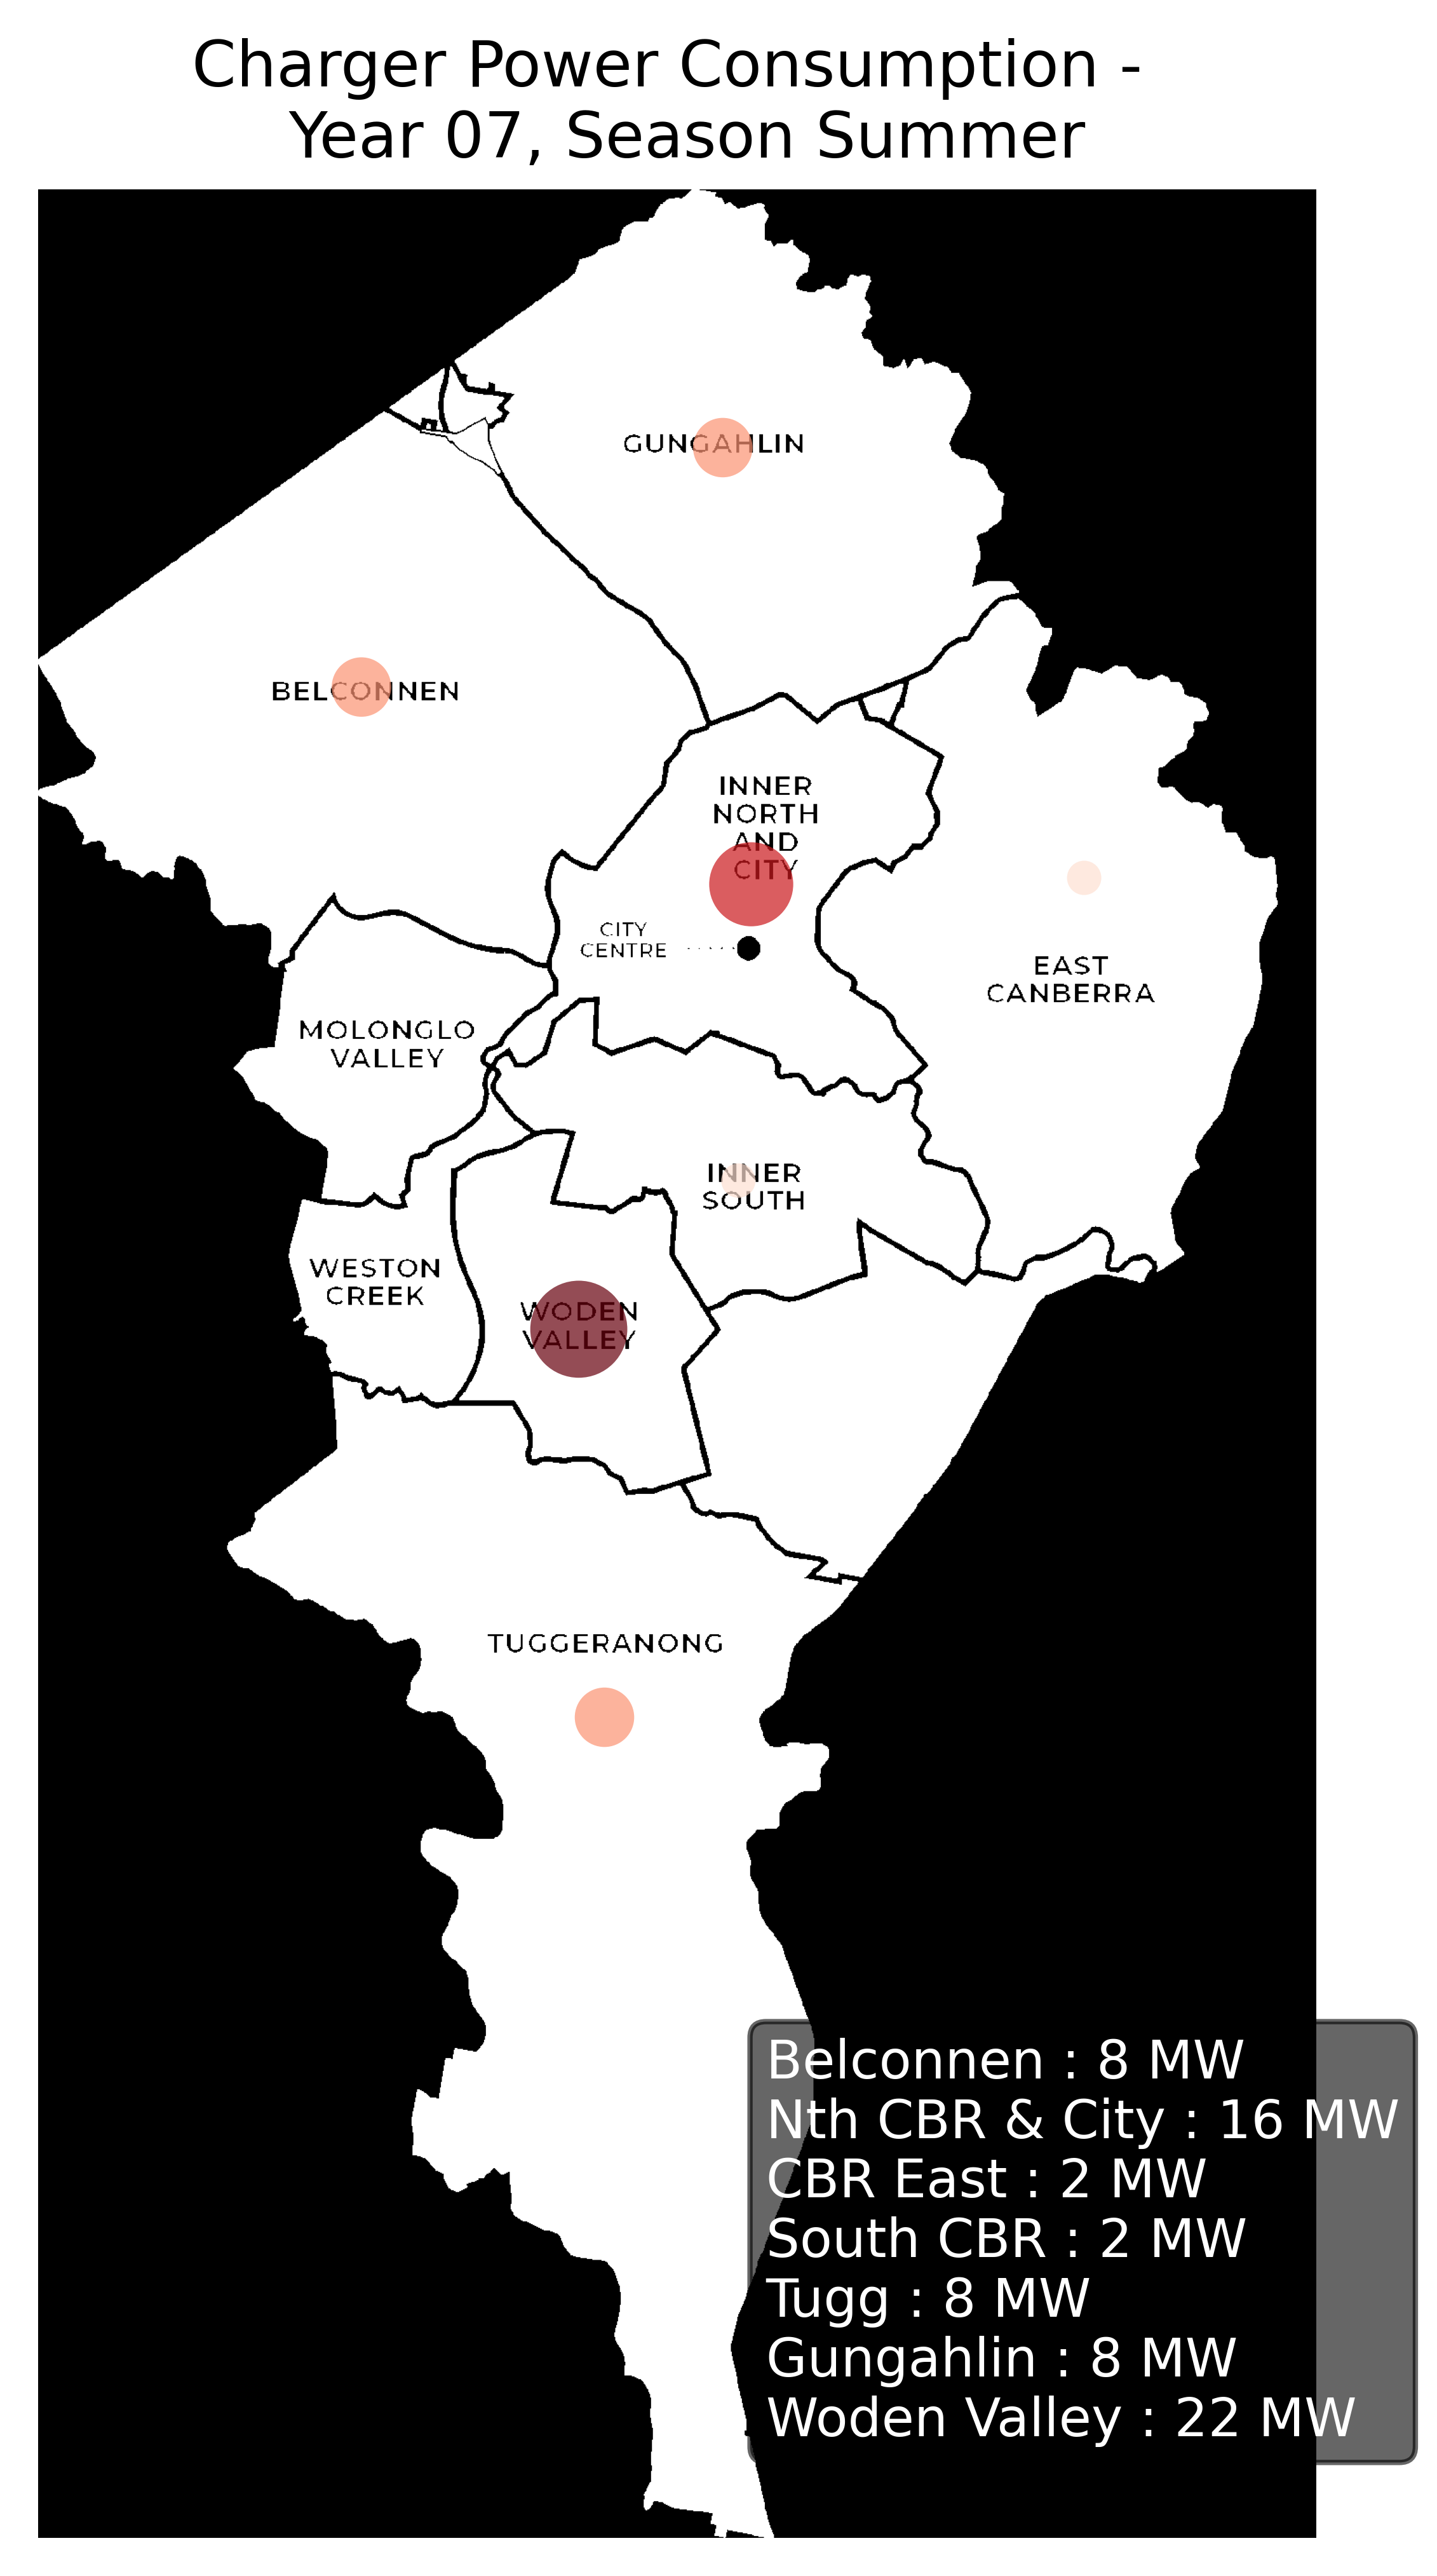 Charger Power Consumption -
Year 07, Season Summer
GUNGAHLIN
BELCONNEN
INNER
NORTH
AND
CITY
CITY
CENTRE
EAST
CANBERRA
MOLONGLO
VALLEY
INNER
SOUTH
WESTON
CREEK
WODEN
VALLEY
TUGGERANONG
Belconnen : 8 MW
Nth CBR & City : 16 MW
CBR East : 2 MW
South CBR : 2 MW
Tugg : 8 MW
Gungahlin : 8 MW
Woden Valley : 22 MW